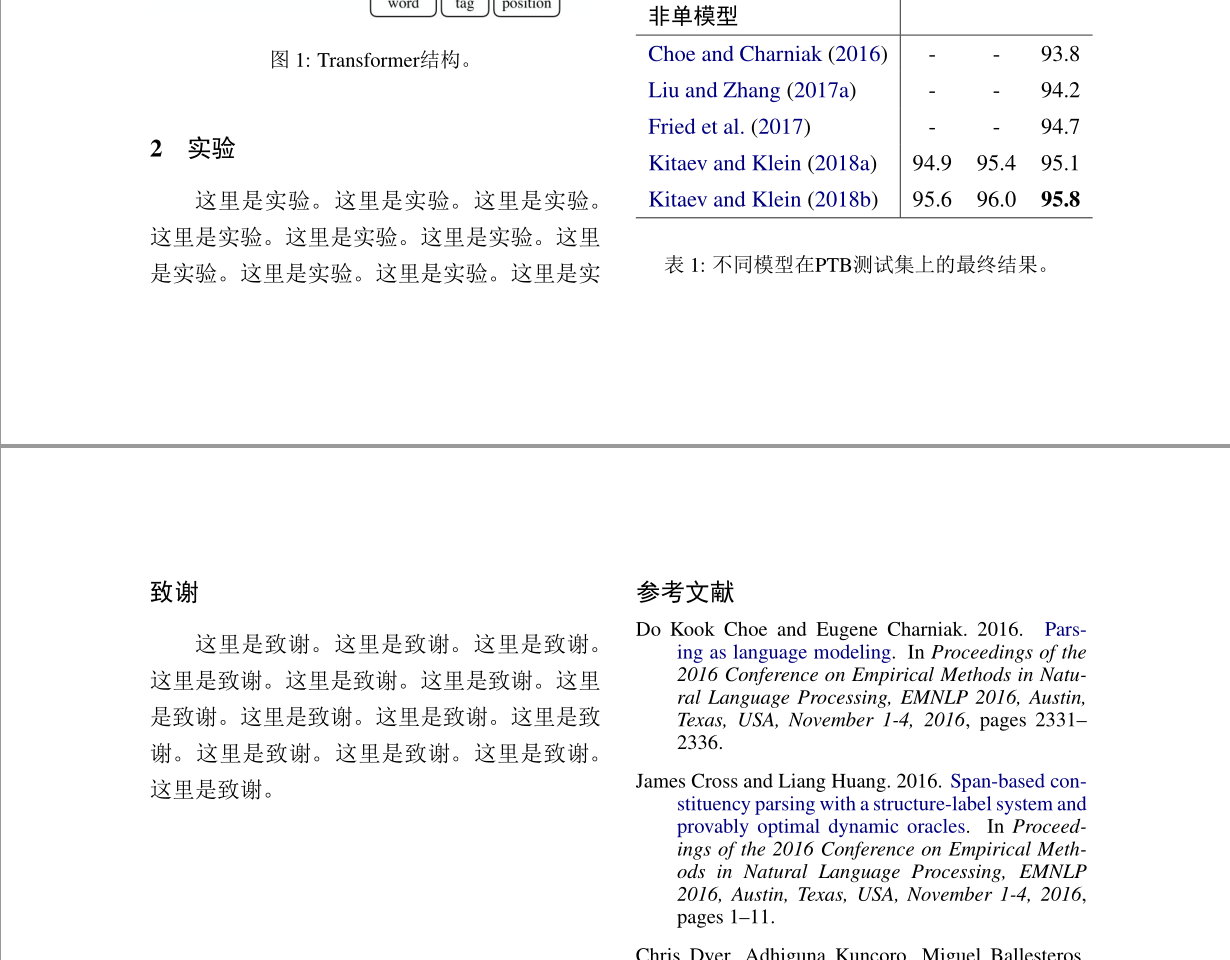 word tag position
图 1: Transformer结构。
2 实验
这里是实验。这里是实验。这里是实验。
这里是实验。这里是实验。这里是实验。这里
是实验。这里是实验。这里是实验。这里是实
非单模型
Choe and Charniak (2016) - - 93.8
Liu and Zhang (2017a) - - 94.2
Fried et al. (2017) - - 94.7
Kitaev and Klein (2018a) 94.9 95.4 95.1
Kitaev and Klein (2018b) 95.6 96.0 95.8
表 1: 不同模型在PTB测试集上的最终结果。
致谢
这里是致谢。这里是致谢。这里是致谢。
这里是致谢。这里是致谢。这里是致谢。这里
是致谢。这里是致谢。这里是致谢。这里是致
谢。这里是致谢。这里是致谢。这里是致谢。
这里是致谢。
参考文献
Do Kook Choe and Eugene Charniak. 2016. Pars-
ing as language modeling. In Proceedings of the
2016 Conference on Empirical Methods in Natu-
ral Language Processing, EMNLP 2016, Austin,
Texas, USA, November 1-4, 2016, pages 2331–
2336.
James Cross and Liang Huang. 2016. Span-based con-
stituency parsing with a structure-label system and
provably optimal dynamic oracles. In Proceed-
ings of the 2016 Conference on Empirical Meth-
ods in Natural Language Processing, EMNLP
2016, Austin, Texas, USA, November 1-4, 2016,
pages 1–11.
Chris Dyer, Adhiguna Kuncoro, Miguel Ballesteros,